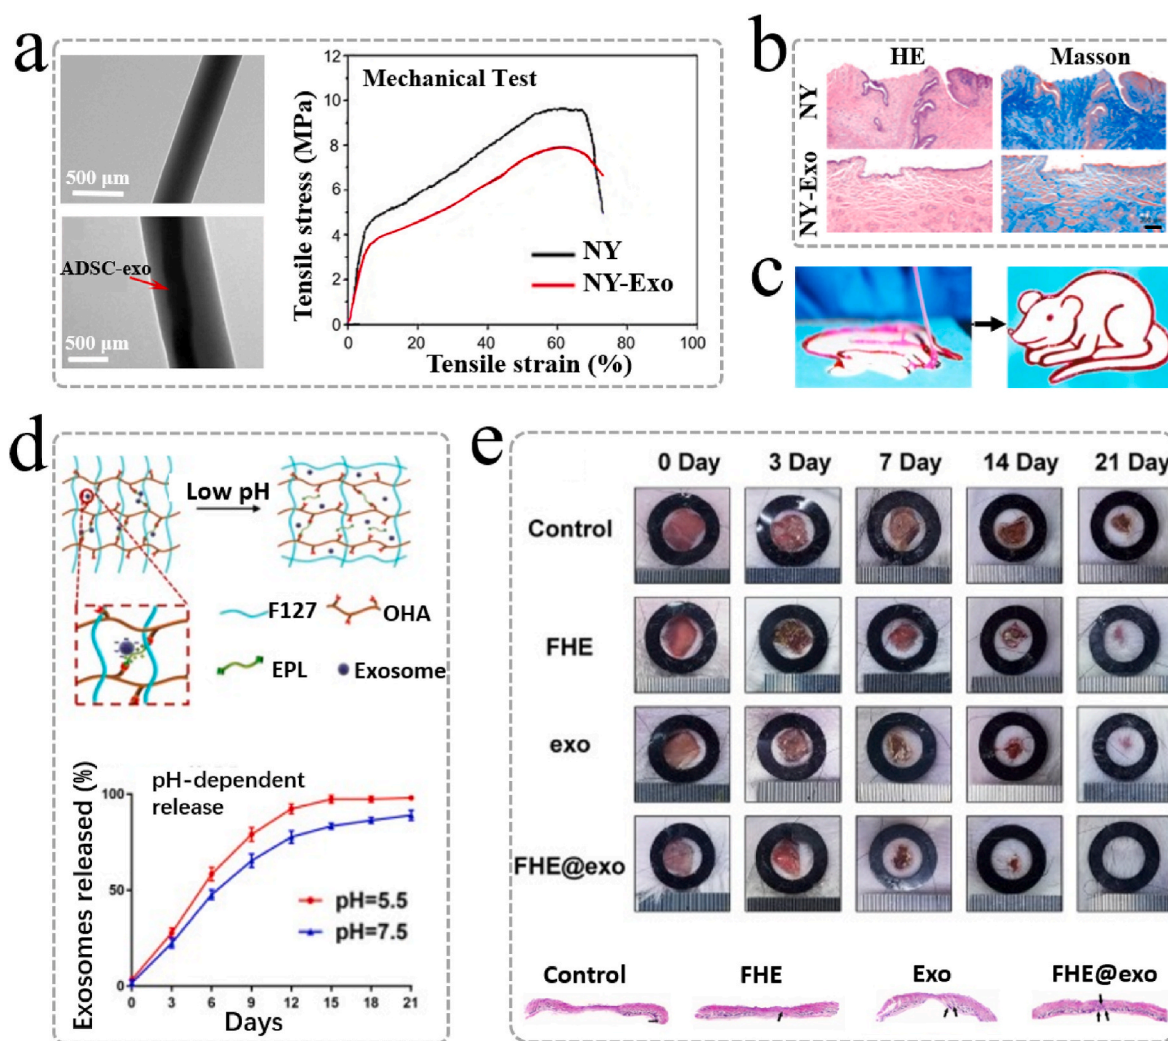 a
500 μm
ADSC-exo
500 μm
Mechanical Test
Tensile stress (MPa)
12
10
8
6
4
2
0
NY
NY-Exo
0 20 40 60 80 100
Tensile strain (%)
b
HE Masson
NY
NY-Exo
c
d
Low pH
F127 OHA
EPL Exosome
pH-dependent
release
Exosomes released (%)
100
50
0
pH=5.5
pH=7.5
0 3 6 9 12 15 18 21
Days
e
0 Day 3 Day 7 Day 14 Day 21 Day
Control
FHE
exo
FHE@exo
Control FHE Exo FHE@exo